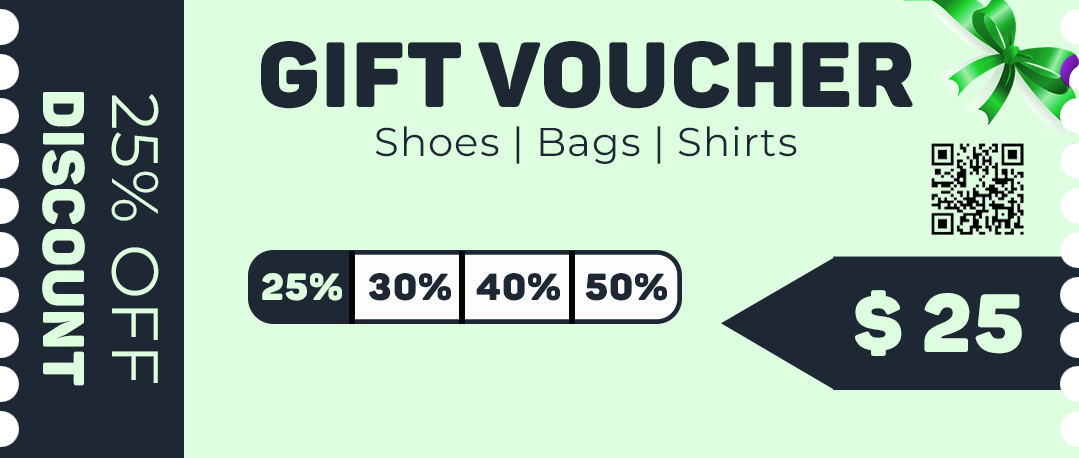 DISCOUNT
25% OFF
GIFT VOUCHER
Shoes | Bags | Shirts
25% 30% 40% 50%
$ 25